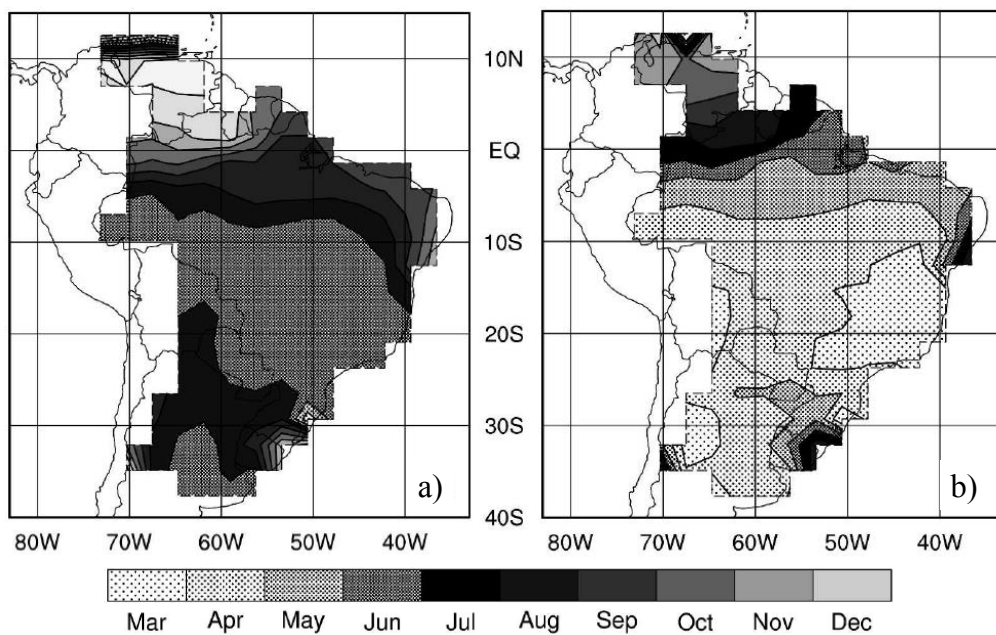 10N
EQ
10S
20S
30S
40S
a)
b)
80W 70W 60W 50W 40W 80W 70W 60W 50W 40W
Mar Apr May Jun Jul Aug Sep Oct Nov Dec